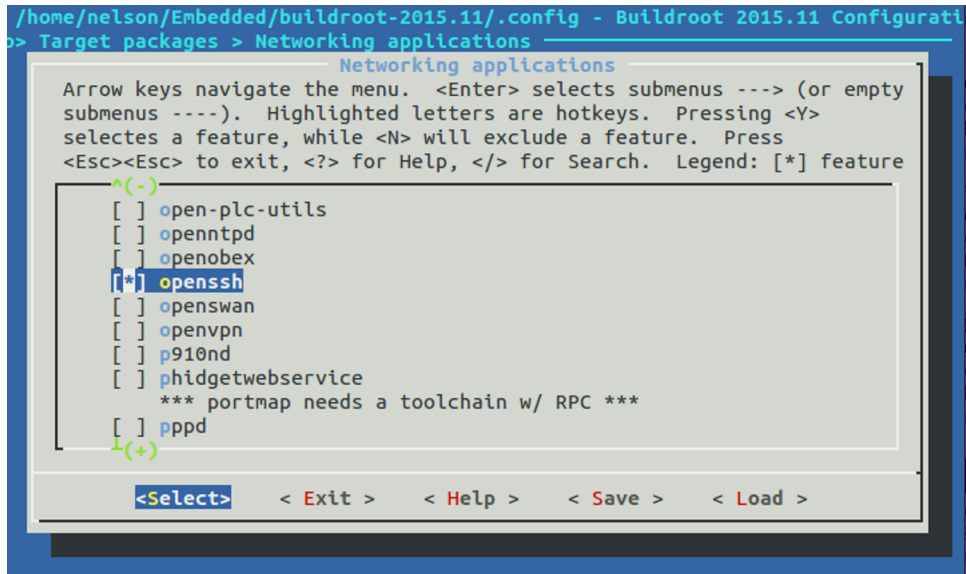 /home/nelson/Embedded/buildroot-2015.11/.config - Buildroot 2015.11 Configurati
> Target packages > Networking applications
Networking applications
Arrow keys navigate the menu.  <Enter> selects submenus ---> (or empty
submenus ----).  Highlighted letters are hotkeys.  Pressing <Y>
selectes a feature, while <N> will exclude a feature.  Press
<Esc><Esc> to exit, <?> for Help, </> for Search.  Legend: [*] feature
^(-)
[ ] open-plc-utils
[ ] openntpd
[ ] openobex
[*] openssh
[ ] openswan
[ ] openvpn
[ ] p910nd
[ ] phidgetwebservice
*** portmap needs a toolchain w/ RPC ***
[ ] pppd
┴(+)
<Select>    < Exit >    < Help >    < Save >    < Load >